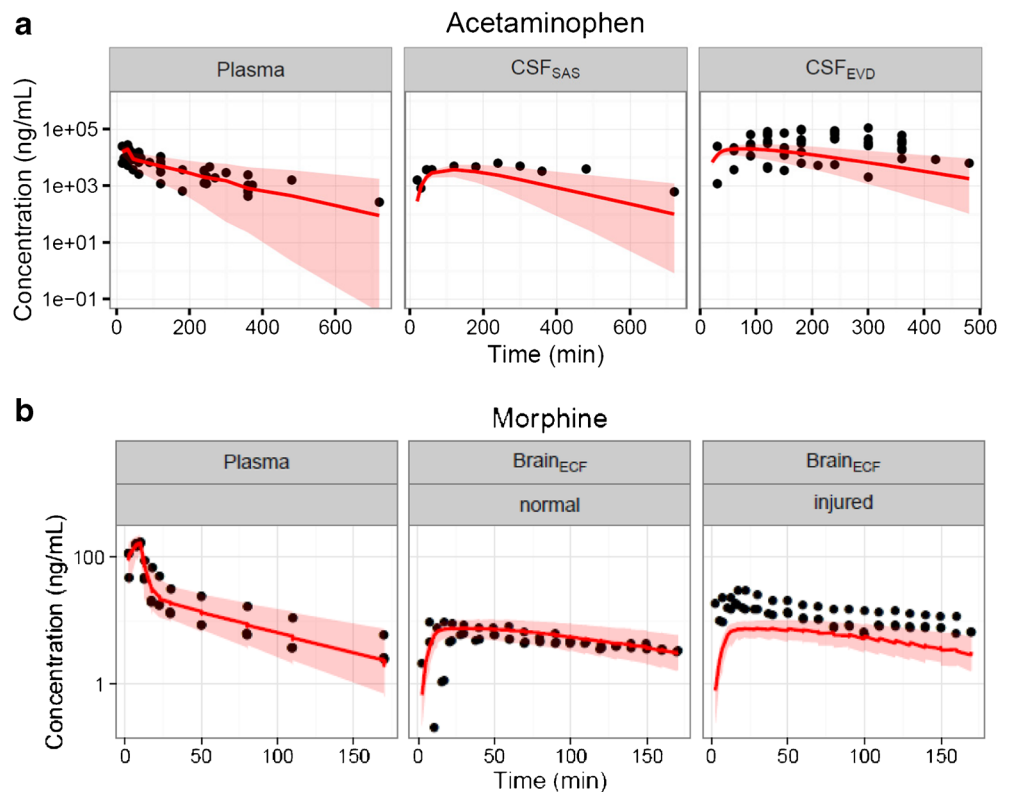 a
Acetaminophen
Plasma CSFSAS CSFEVD
Concentration (ng/mL)
1e+05
1e+03
1e+01
1e−01
0 200 400 600 0 200 400 600 0 100 200 300 400 500
Time (min)
b
Morphine
Plasma BrainECF BrainECF
normal injured
Concentration (ng/mL)
100
1
0 50 100 150 0 50 100 150 0 50 100 150
Time (min)